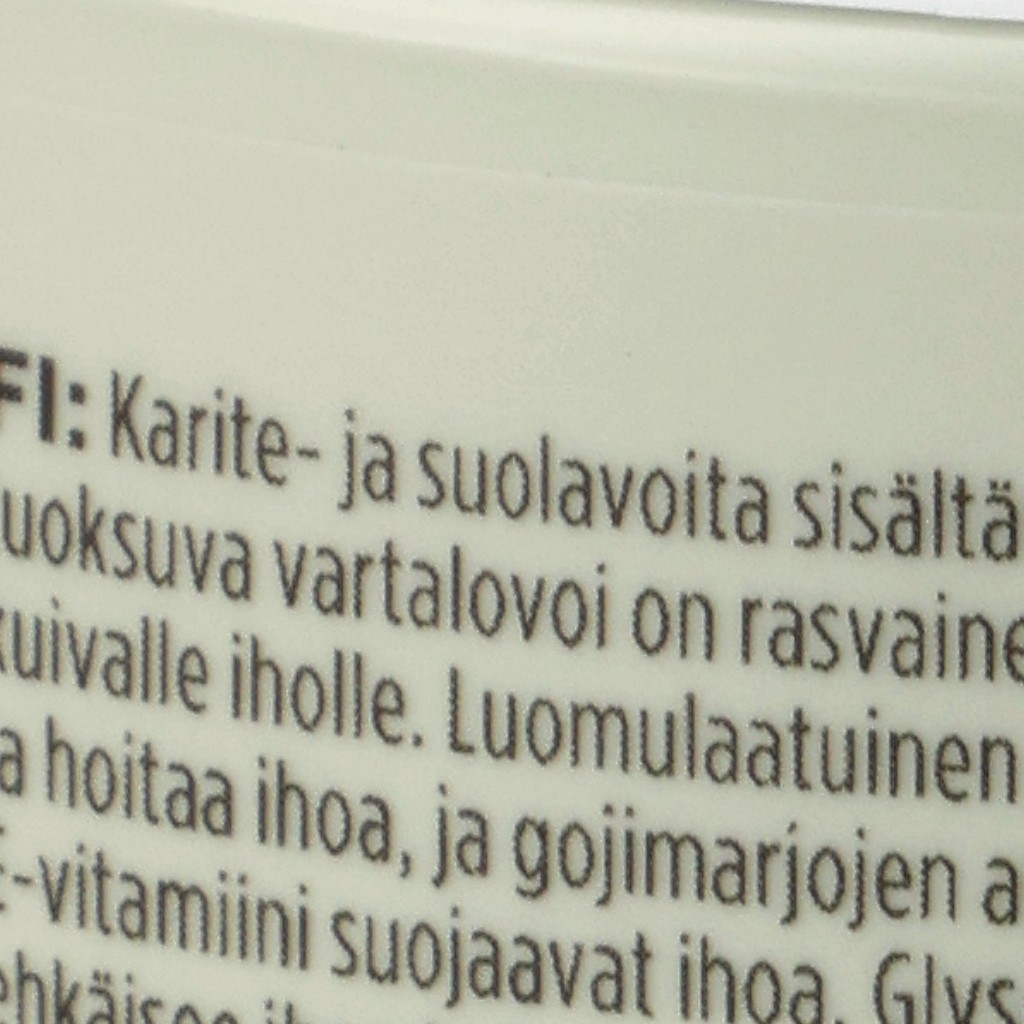 FI: Karite- ja suolavoita sisältä
uoksuva vartalovoi on rasvaine
kuivalle iholle. Luomulaatuinen
a hoitaa ihoa, ja gojimarjojen a
E-vitamiini suojaavat ihoa. Glys